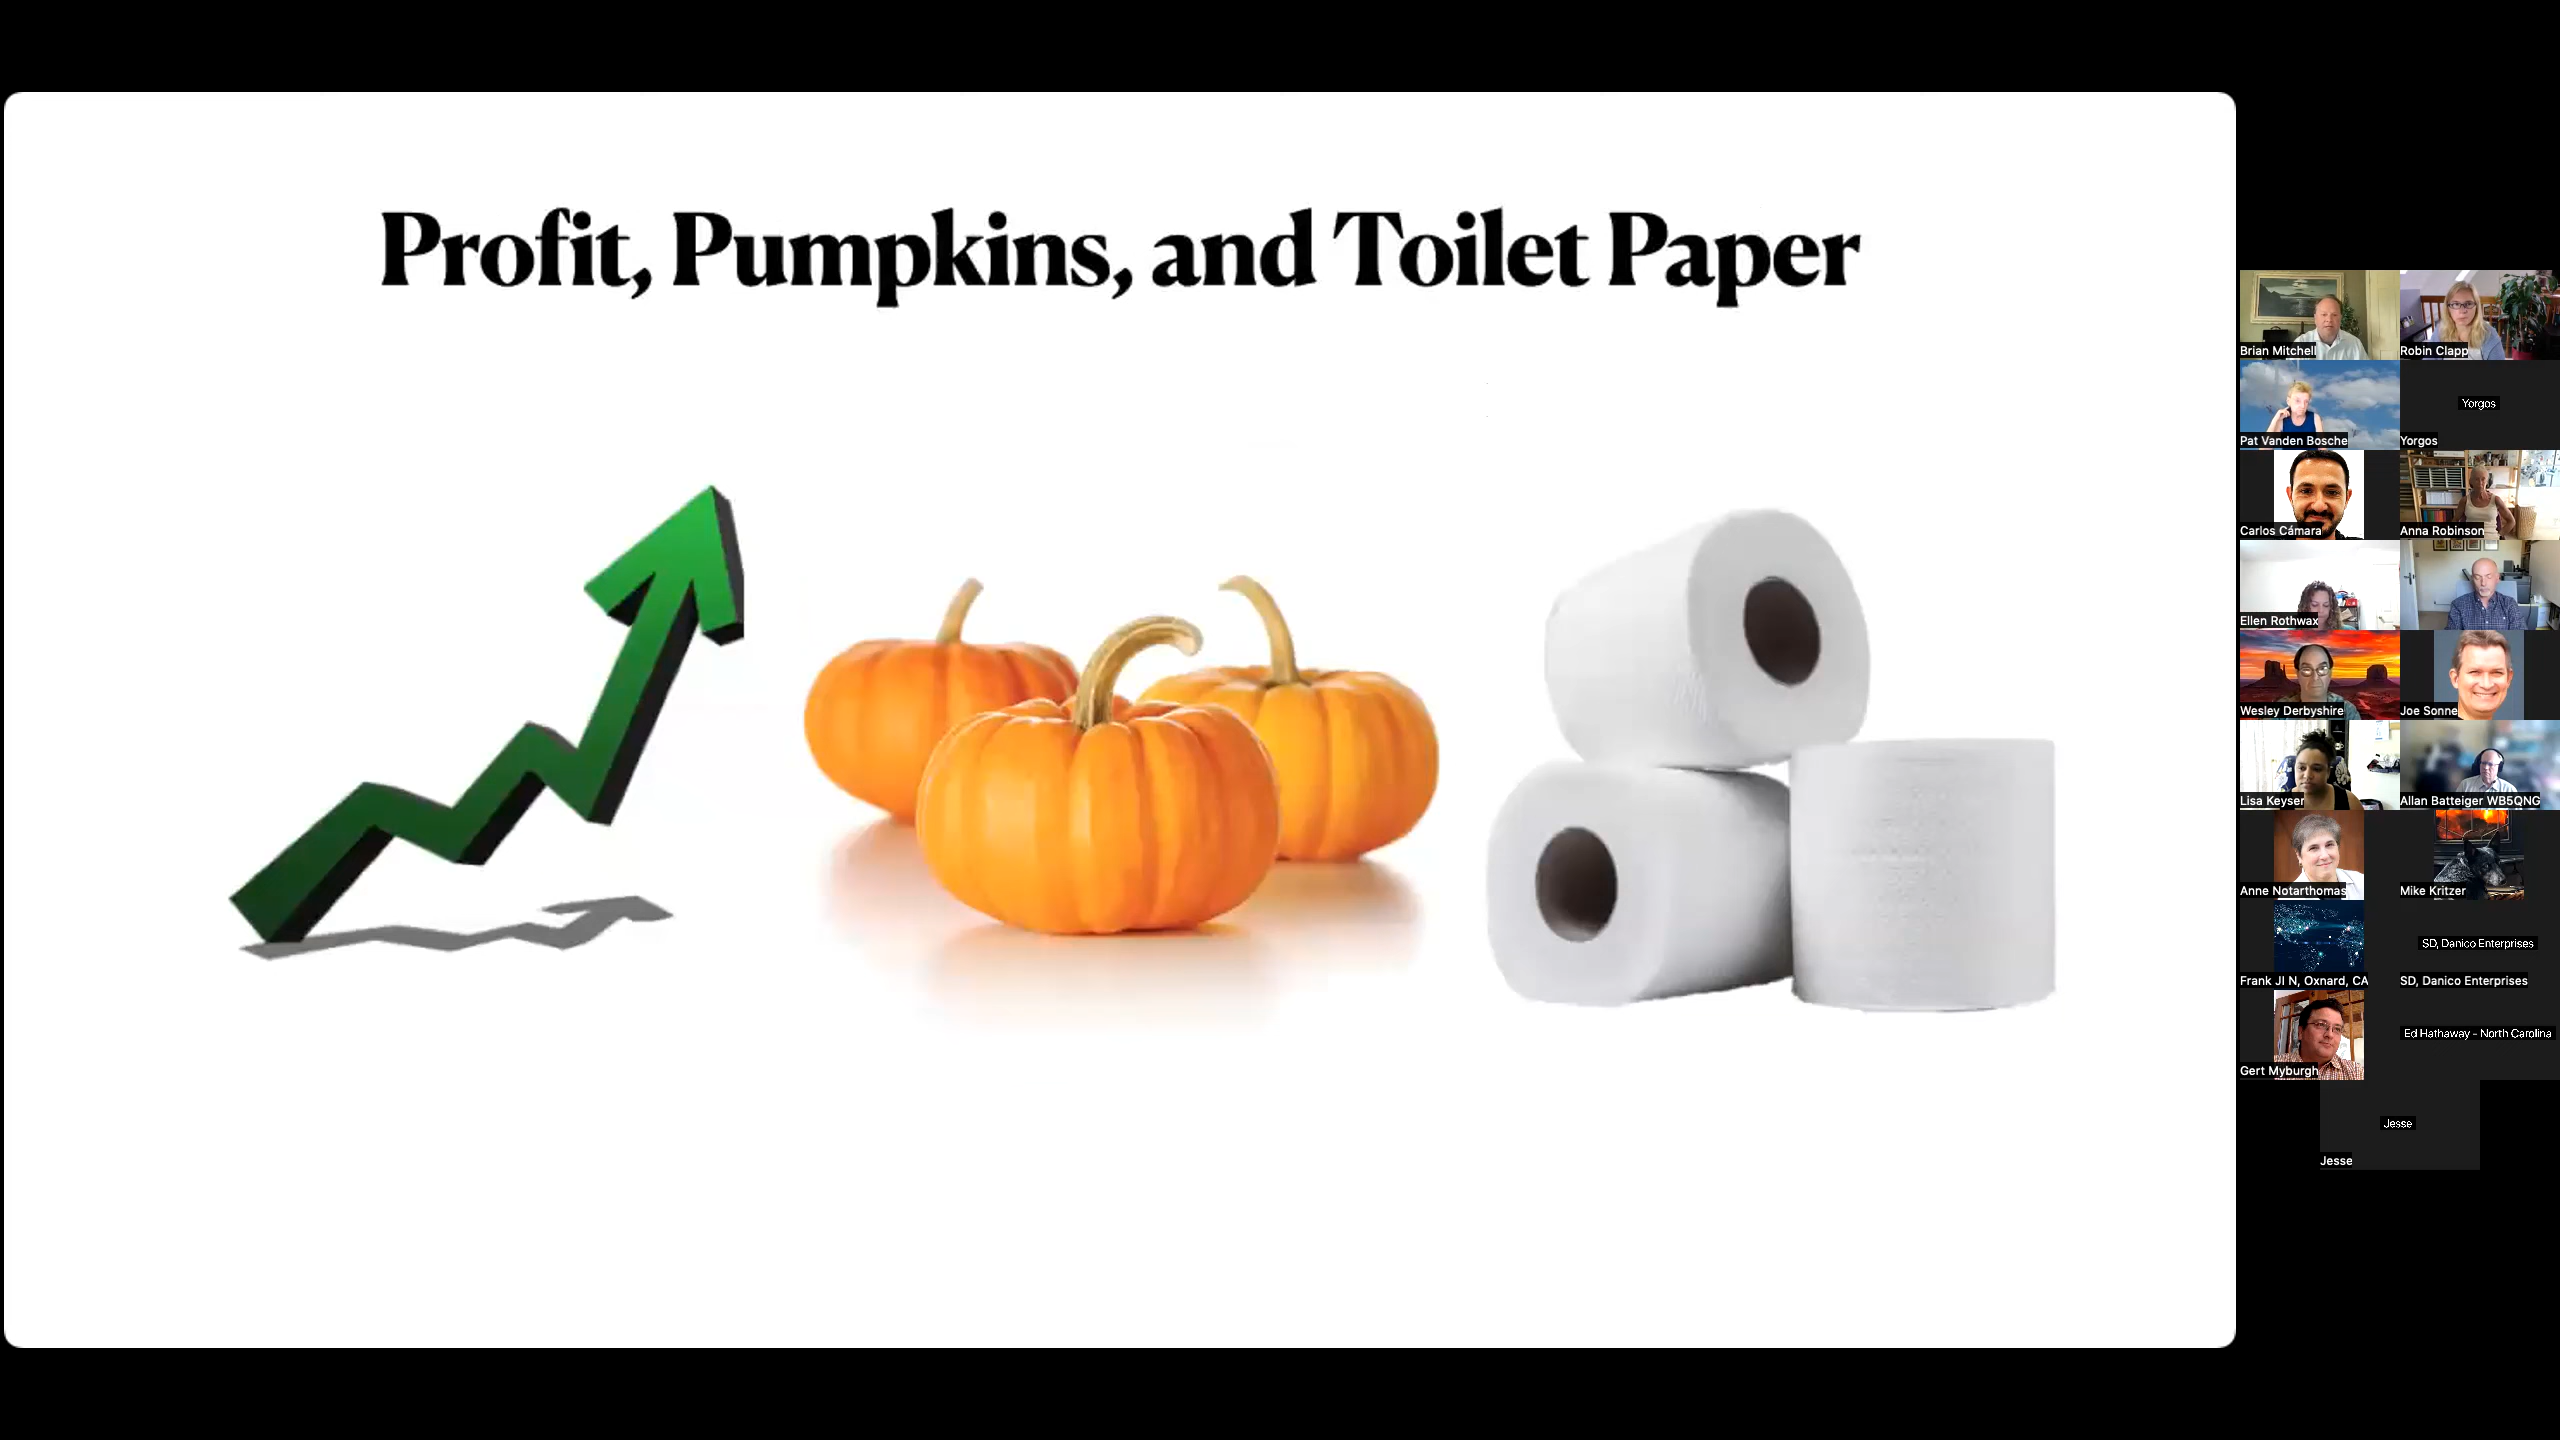 Profit, Pumpkins, and Toilet Paper
Brian Mitchell
Robin Clapp
Pat Vanden Bosche
Yorgos
Yorgos
Carlos Cámara
Anna Robinson
Ellen Rothwax
Wesley Derbyshire
Joe Sonne
Lisa Keyser
Allan Batteiger WB5QNG
Anne Notarthomas
Mike Kritzer
SD, Danico Enterprises
Frank JI N, Oxnard, CA
SD, Danico Enterprises
Gert Myburgh
Ed Hathaway - North Carolina
Jesse
Jesse